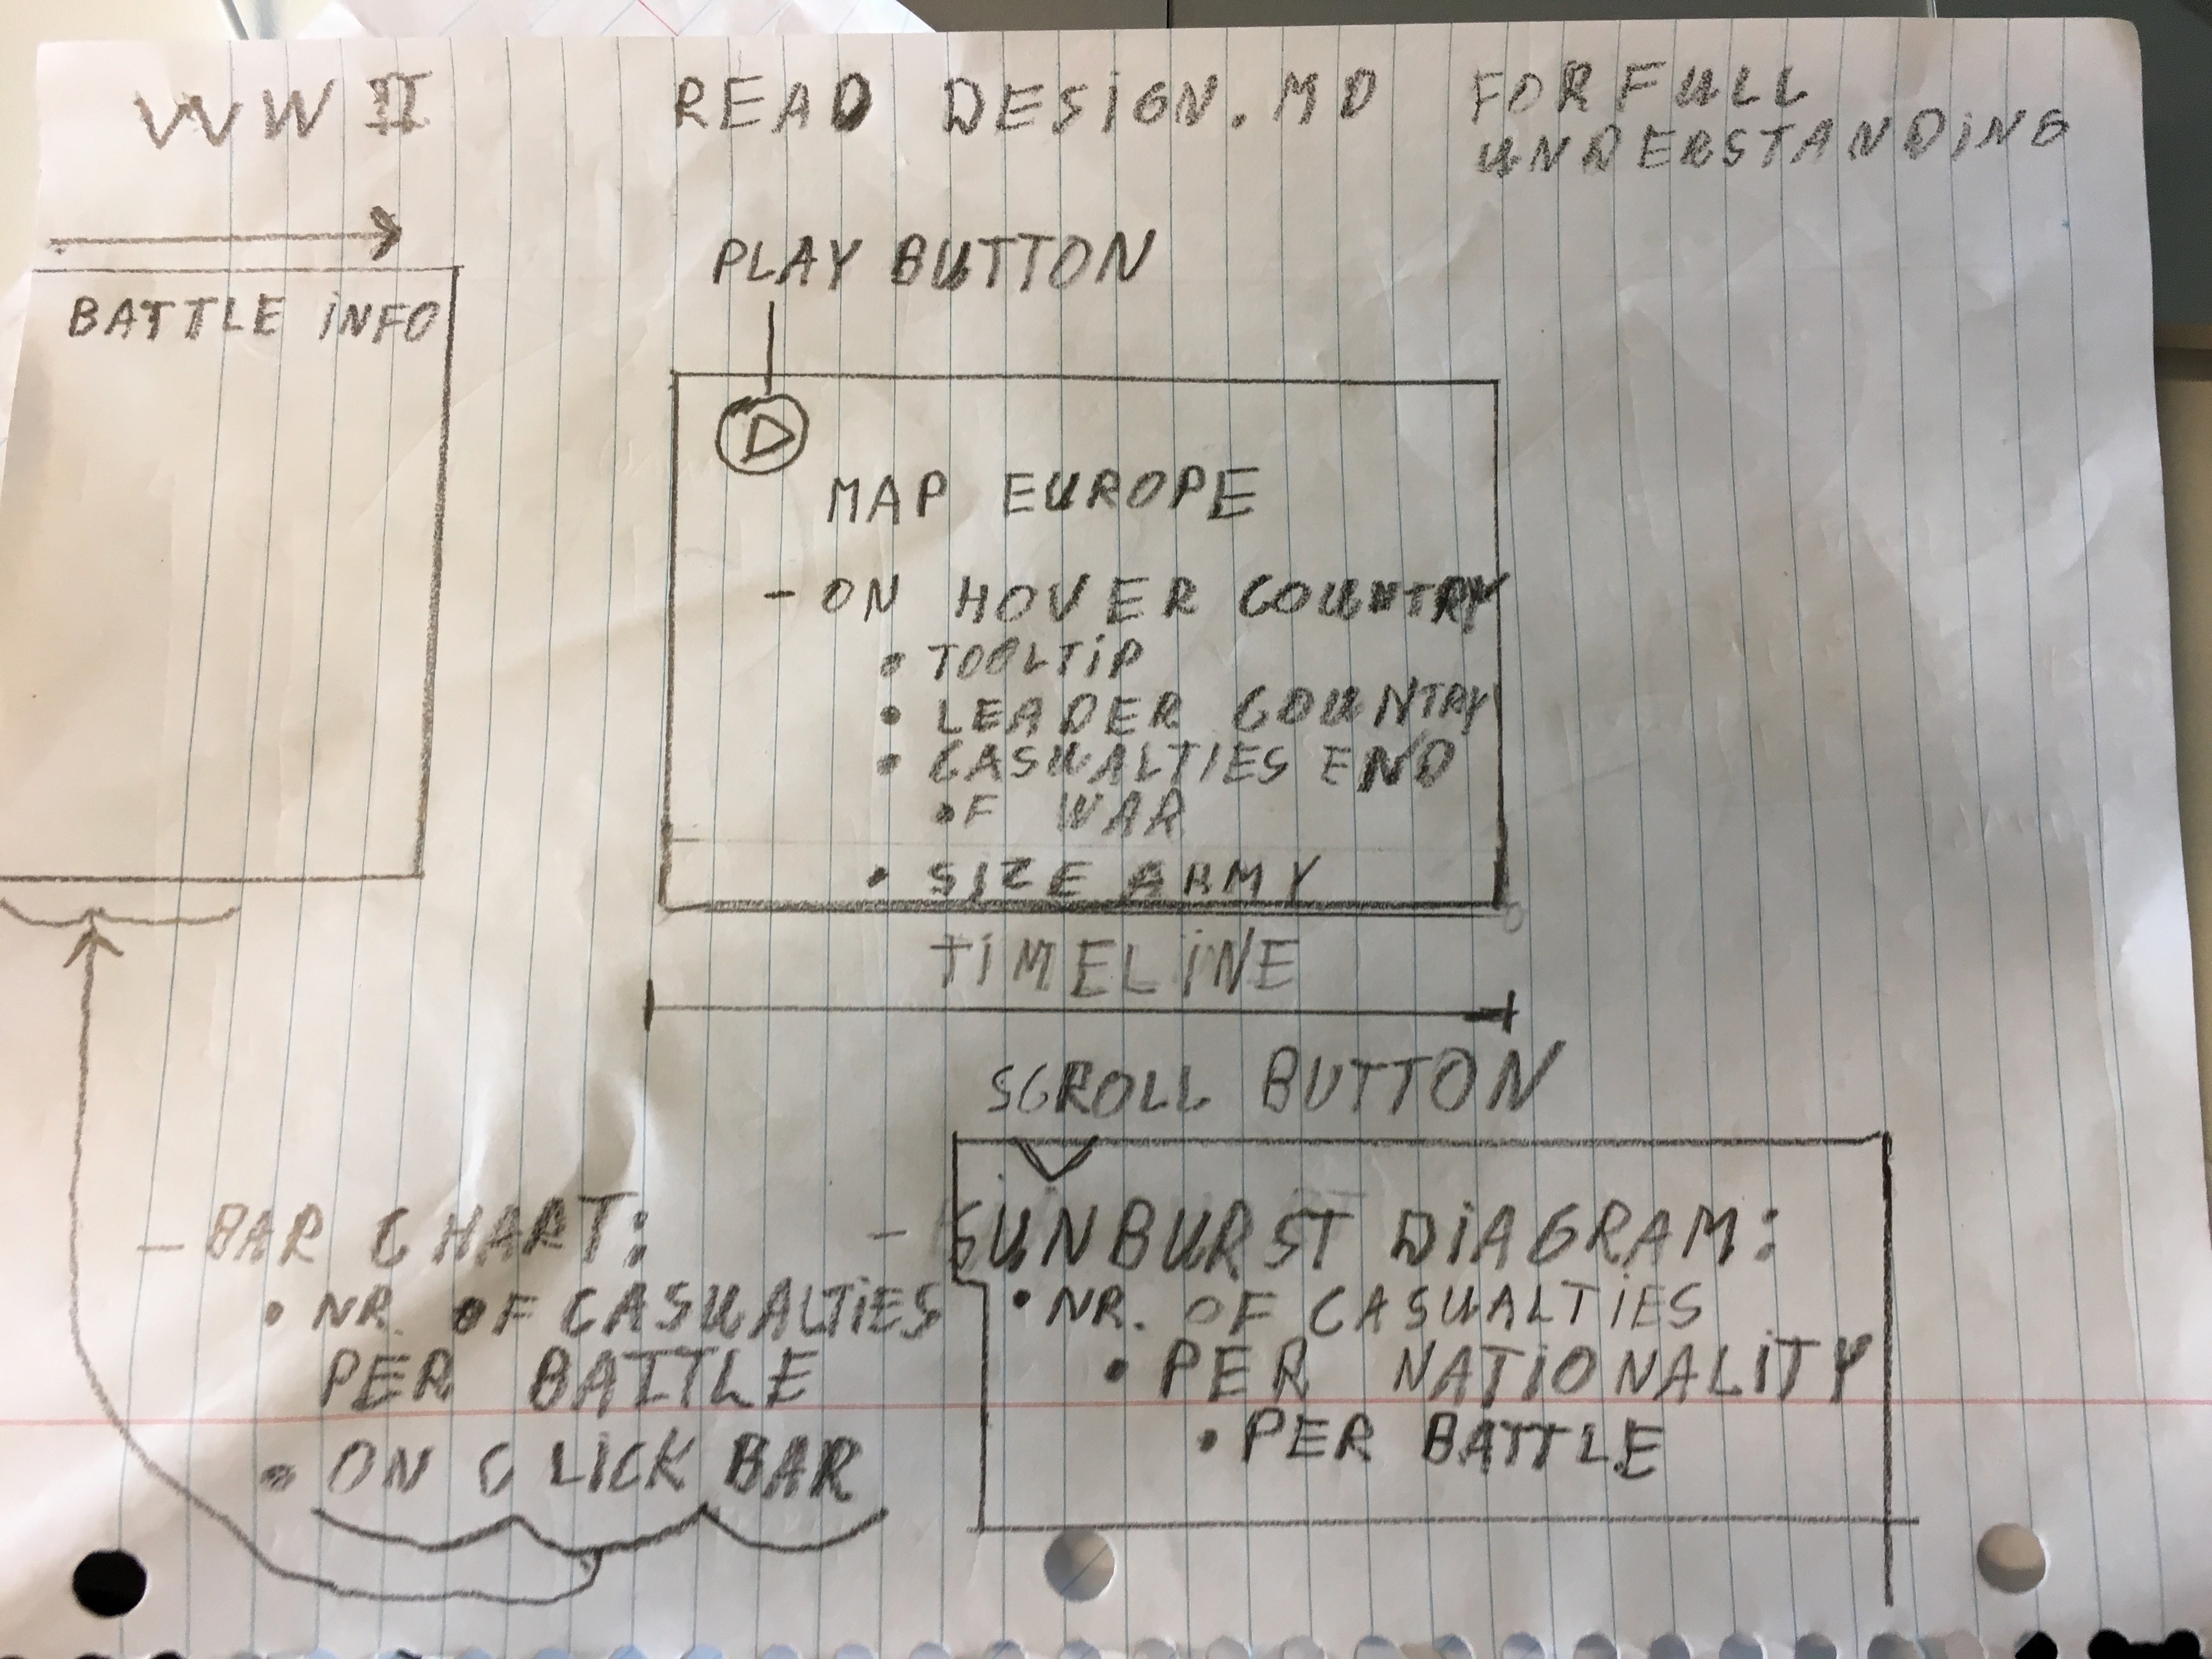 WW II
READ DESIGN.MD FOR FULL
UNDERSTANDING
PLAY BUTTON
BATTLE INFO
MAP EUROPE
- ON HOVER COUNTRY
• TOOLTIP
• LEADER COUNTRY
• CASUALTIES END
OF WAR
• SIZE ARMY
TIMELINE
SCROLL BUTTON
- BAR CHART:
• NR. OF CASUALTIES
PER BATTLE
• ON CLICK BAR
- SUNBURST DIAGRAM:
• NR. OF CASUALTIES
• PER NATIONALITY
• PER BATTLE